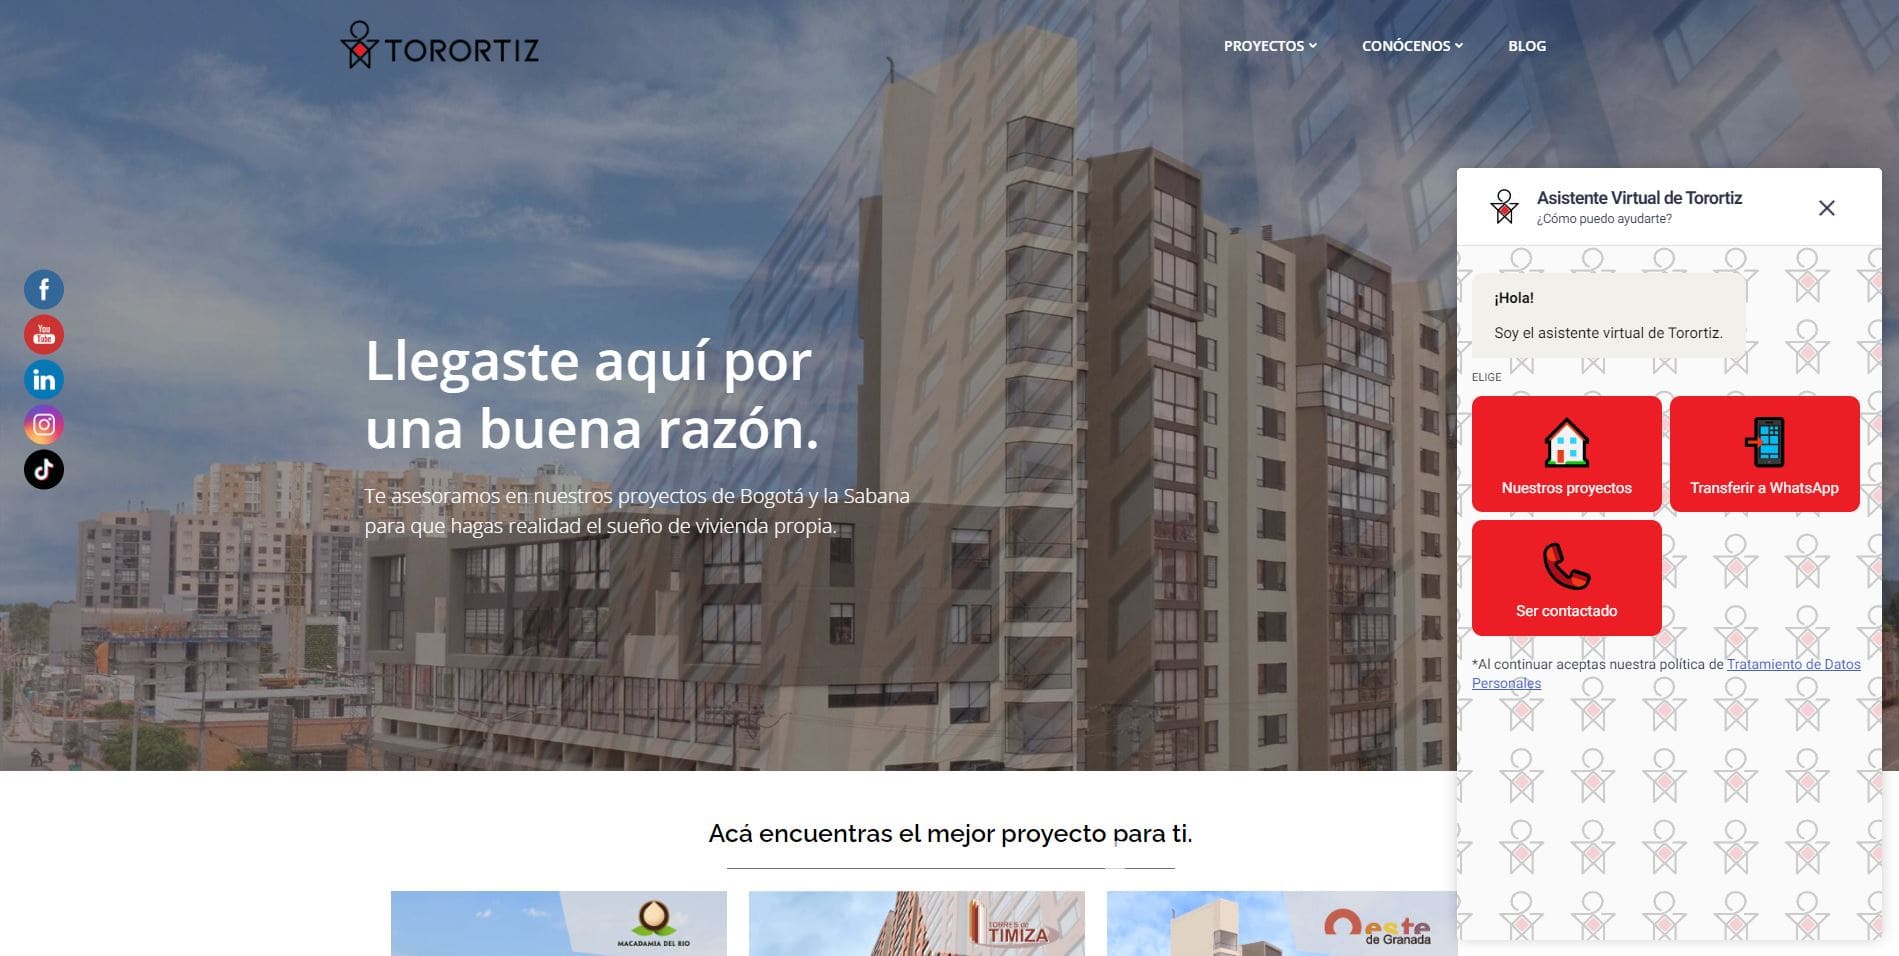 TORORTIZ
PROYECTOS
CONÓCENOS
BLOG
You
Tube
Llegaste aquí por
una buena razón.
Te asesoramos en nuestros proyectos de Bogotá y la Sabana
para que hagas realidad el sueño de vivienda propia.
Asistente Virtual de Torortiz
¿Cómo puedo ayudarte?
¡Hola!
Soy el asistente virtual de Torortiz.
ELIGE
Nuestros proyectos
Transferir a WhatsApp
Ser contactado
*Al continuar aceptas nuestra política de Tratamiento de Datos
Personales
Acá encuentras el mejor proyecto para ti.
MACADAMIA DEL RIO
TORRES DE
TIMIZA
Oeste
de Granada